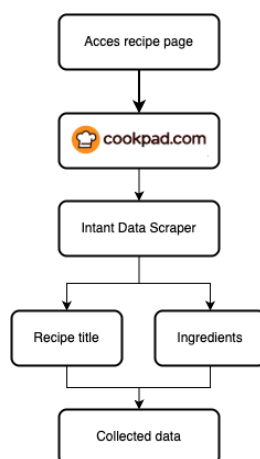 Acces recipe page
cookpad.com
Intant Data Scraper
Recipe title
Ingredients
Collected data